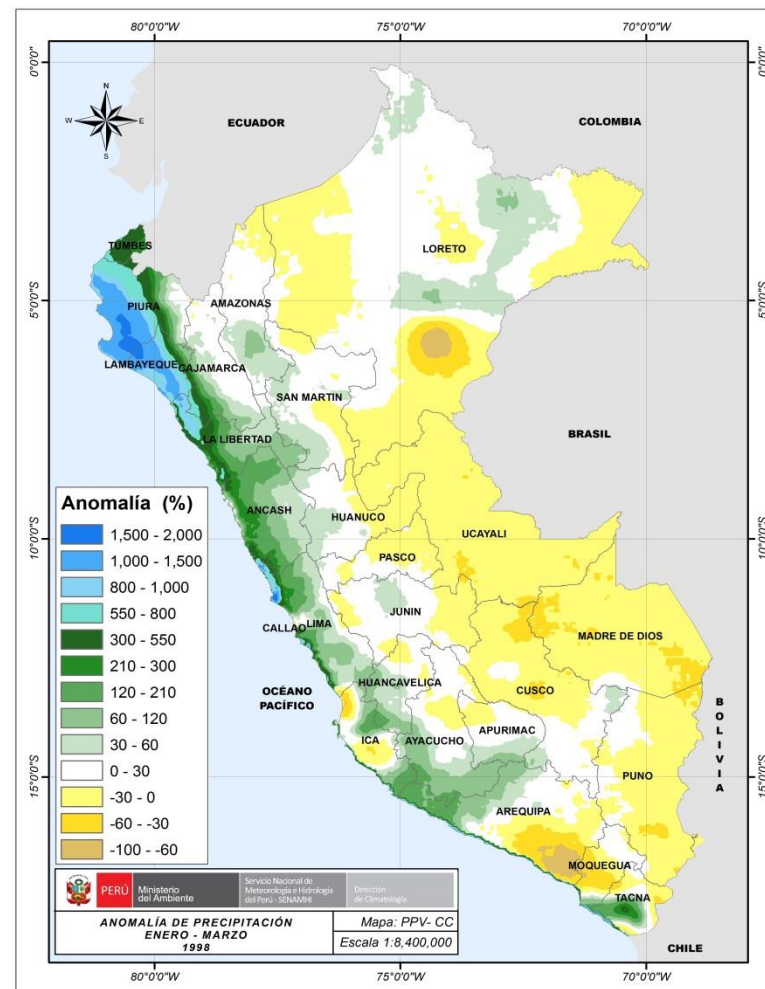 80°0'0"W 75°0'0"W 70°0'0"W
0°0'0" 0°0'0"
N
W E
S
ECUADOR
COLOMBIA
TUMBES
LORETO
5°0'0"S 5°0'0"S
PIURA
AMAZONAS
LAMBAYEQUE
CAJAMARCA
SAN MARTIN
BRASIL
LA LIBERTAD
ANCASH
HUANUCO
UCAYALI
10°0'0"S 10°0'0"S
PASCO
JUNIN
CALLAO
LIMA
MADRE DE DIOS
HUANCAVELICA
CUSCO
OCÉANO
PACÍFICO
ICA
AYACUCHO
APURIMAC
BOLIVIA
PUNO
15°0'0"S 15°0'0"S
AREQUIPA
MOQUEGUA
TACNA
CHILE
Anomalía (%)
1,500 - 2,000
1,000 - 1,500
800 - 1,000
550 - 800
300 - 550
210 - 300
120 - 210
60 - 120
30 - 60
0 - 30
-30 - 0
-60 - -30
-100 - -60
PERÚ
Ministerio
del Ambiente
Servicio Nacional de
Meteorología e Hidrología
del Perú - SENAMHI
Dirección
de Climatología
ANOMALÍA DE PRECIPITACIÓN
ENERO - MARZO
1998
Mapa: PPV- CC
Escala 1:8,400,000
80°0'0"W 75°0'0"W 70°0'0"W